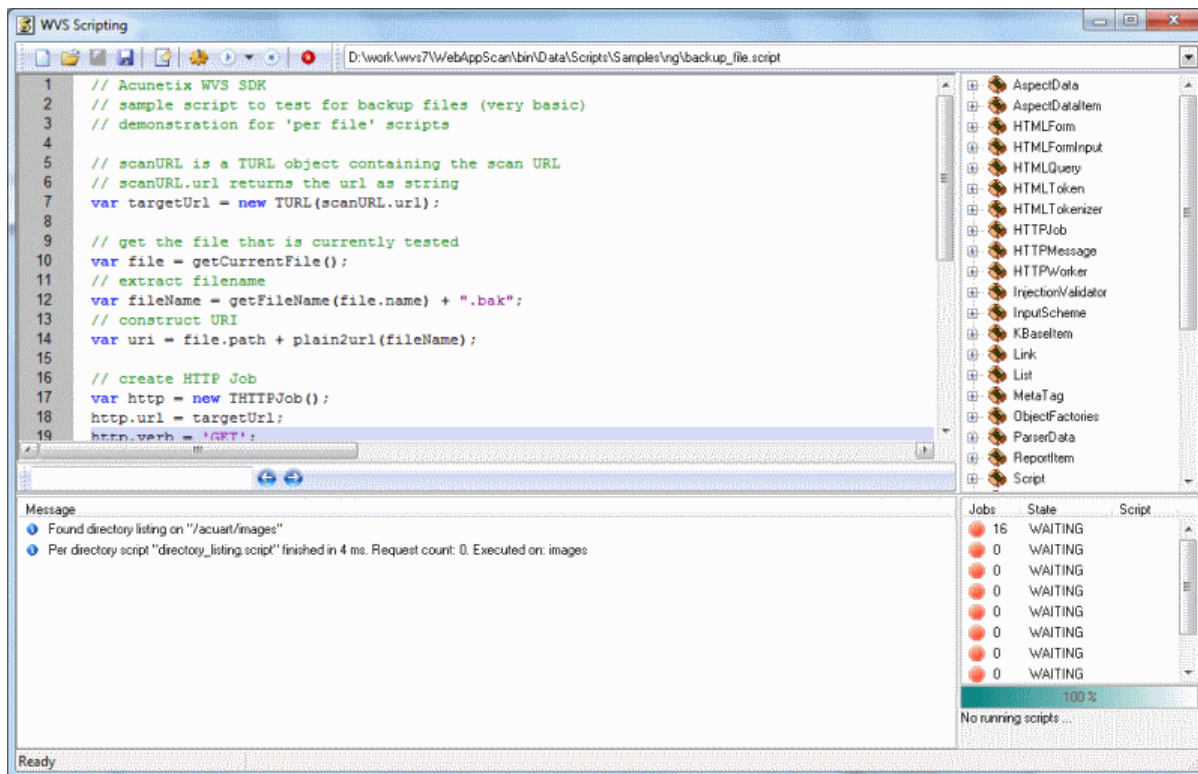 WVS Scripting
D:\work\wvs7\WebAppScan\bin\Data\Scripts\Samples\ng\backup_file.script
1 // Acunetix WVS SDK
2 // sample script to test for backup files (very basic)
3 // demonstration for 'per file' scripts
4
5 // scanURL is a TURL object containing the scan URL
6 // scanURL.url returns the url as string
7 var targetUrl = new TURL(scanURL.url);
8
9 // get the file that is currently tested
10 var file = getCurrentFile();
11 // extract filename
12 var fileName = getFileName(file.name) + ".bak";
13 // construct URI
14 var uri = file.path + plain2url(fileName);
15
16 // create HTTP Job
17 var http = new THTTPJob();
18 http.url = targetUrl;
19 http.verb = 'GET';
AspectData
AspectDataItem
HTMLForm
HTMLFormInput
HTMLQuery
HTMLToken
HTMLTokenizer
HTTPJob
HTTPMessage
HTTPWorker
InjectionValidator
InputScheme
KBaseItem
Link
List
MetaTag
ObjectFactories
ParserData
ReportItem
Script
Message
Found directory listing on "/acuart/images"
Per directory script "directory_listing.script" finished in 4 ms. Request count: 0. Executed on: images
Jobs State Script
16 WAITING
0 WAITING
0 WAITING
0 WAITING
0 WAITING
0 WAITING
0 WAITING
0 WAITING
100 %
No running scripts ...
Ready